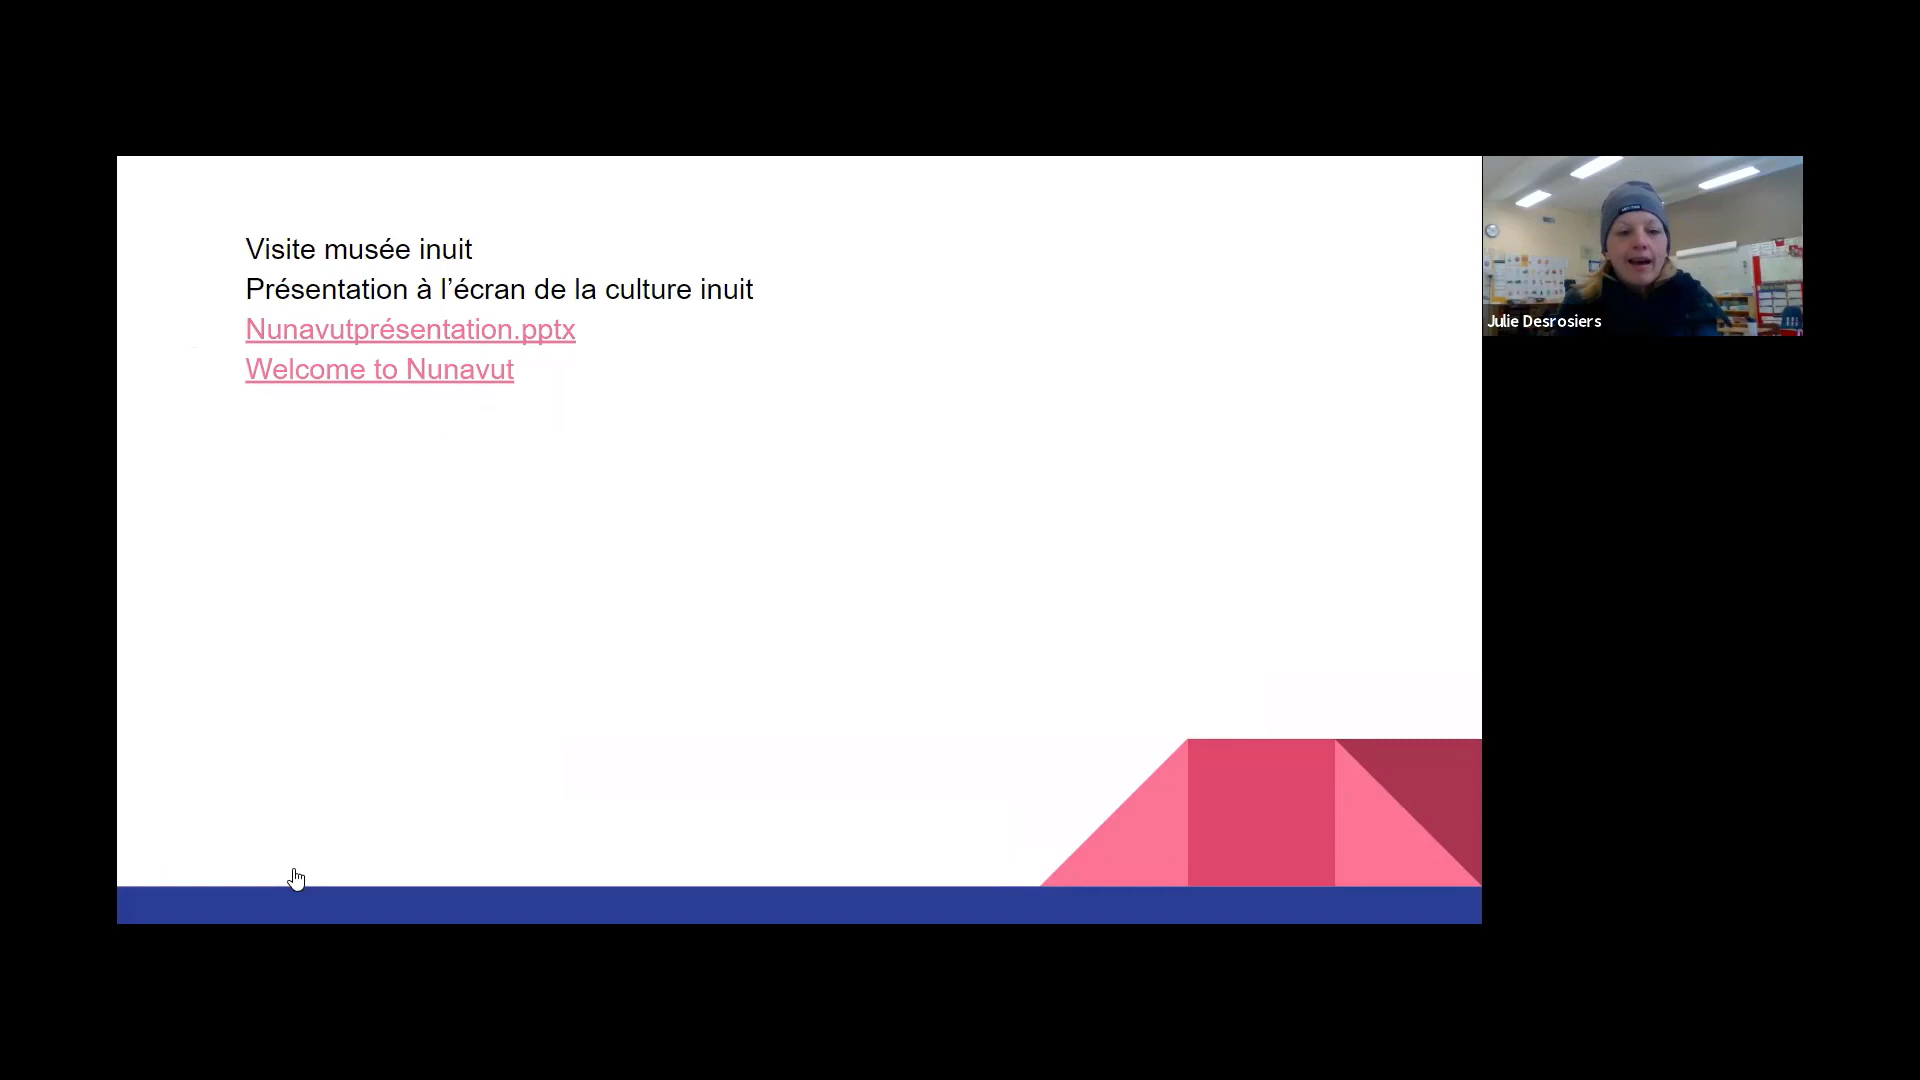 Visite musée inuit
Présentation à l’écran de la culture inuit
Nunavutprésentation.pptx
Welcome to Nunavut
Julie Desrosiers